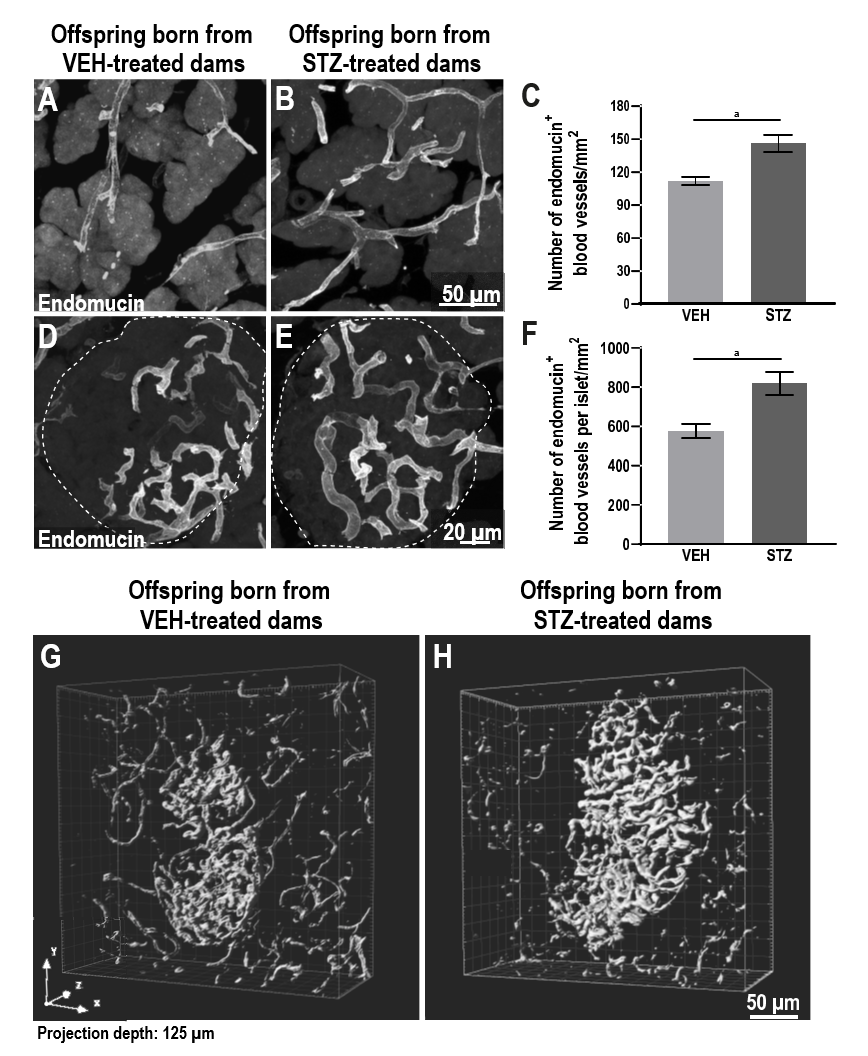 Offspring born from
VEH-treated dams
Offspring born from
STZ-treated dams
A
Endomucin
B
50 µm
C
Number of endomucin+
blood vessels/mm2
180
150
120
90
60
30
0
a
VEH
STZ
D
Endomucin
E
20 µm
F
Number of endomucin+
blood vessels per islet/mm2
1000
800
600
400
200
0
a
VEH
STZ
Offspring born from
VEH-treated dams
Offspring born from
STZ-treated dams
G
Y
Z
X
H
50 µm
Projection depth: 125 µm